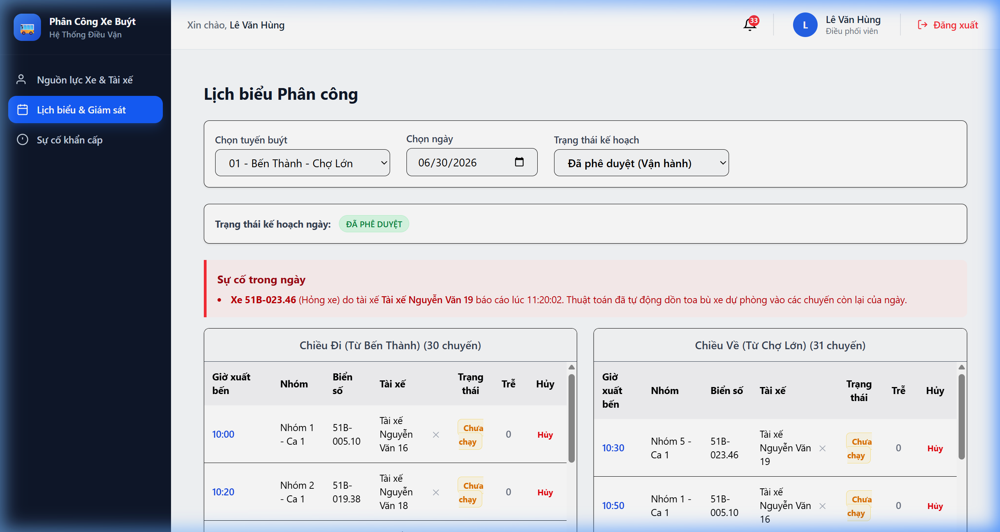 Phân Công Xe Buýt
Hệ Thống Điều Vận
Nguồn lực Xe & Tài xế
Lịch biểu & Giám sát
Sự cố khẩn cấp
Xin chào, Lê Văn Hùng
33
L
Lê Văn Hùng
Điều phối viên
Đăng xuất
Lịch biểu Phân công
Chọn tuyến buýt
01 - Bến Thành - Chợ Lớn
Chọn ngày
06/30/2026
Trạng thái kế hoạch
Đã phê duyệt (Vận hành)
Trạng thái kế hoạch ngày: ĐÃ PHÊ DUYỆT
Sự cố trong ngày
• Xe 51B-023.46 (Hỏng xe) do tài xế Tài xế Nguyễn Văn 19 báo cáo lúc 11:20:02. Thuật toán đã tự động dồn toa bù xe dự phòng vào các chuyến còn lại của ngày.
Chiều Đi (Từ Bến Thành) (30 chuyến)
Giờ xuất
bến
Nhóm
Biển
số
Tài xế
Trạng
thái
Trễ
Hủy
10:00
Nhóm 1
- Ca 1
51B-
005.10
Tài xế
Nguyễn
Văn 16
×
Chưa
chạy
0
Hủy
10:20
Nhóm 2
- Ca 1
51B-
019.38
Tài xế
Nguyễn
Văn 18
×
Chưa
chạy
0
Hủy
Chiều Về (Từ Chợ Lớn) (31 chuyến)
Giờ
xuất
bến
Nhóm
Biển số
Tài xế
Trạng
thái
Trễ
Hủy
10:30
Nhóm 5 -
Ca 1
51B-
023.46
Tài xế
Nguyễn Văn
19
×
Chưa
chạy
0
Hủy
10:50
Nhóm 1 -
Ca 1
51B-
005.10
Tài xế
Nguyễn Văn
16
×
Chưa
chạy
0
Hủy